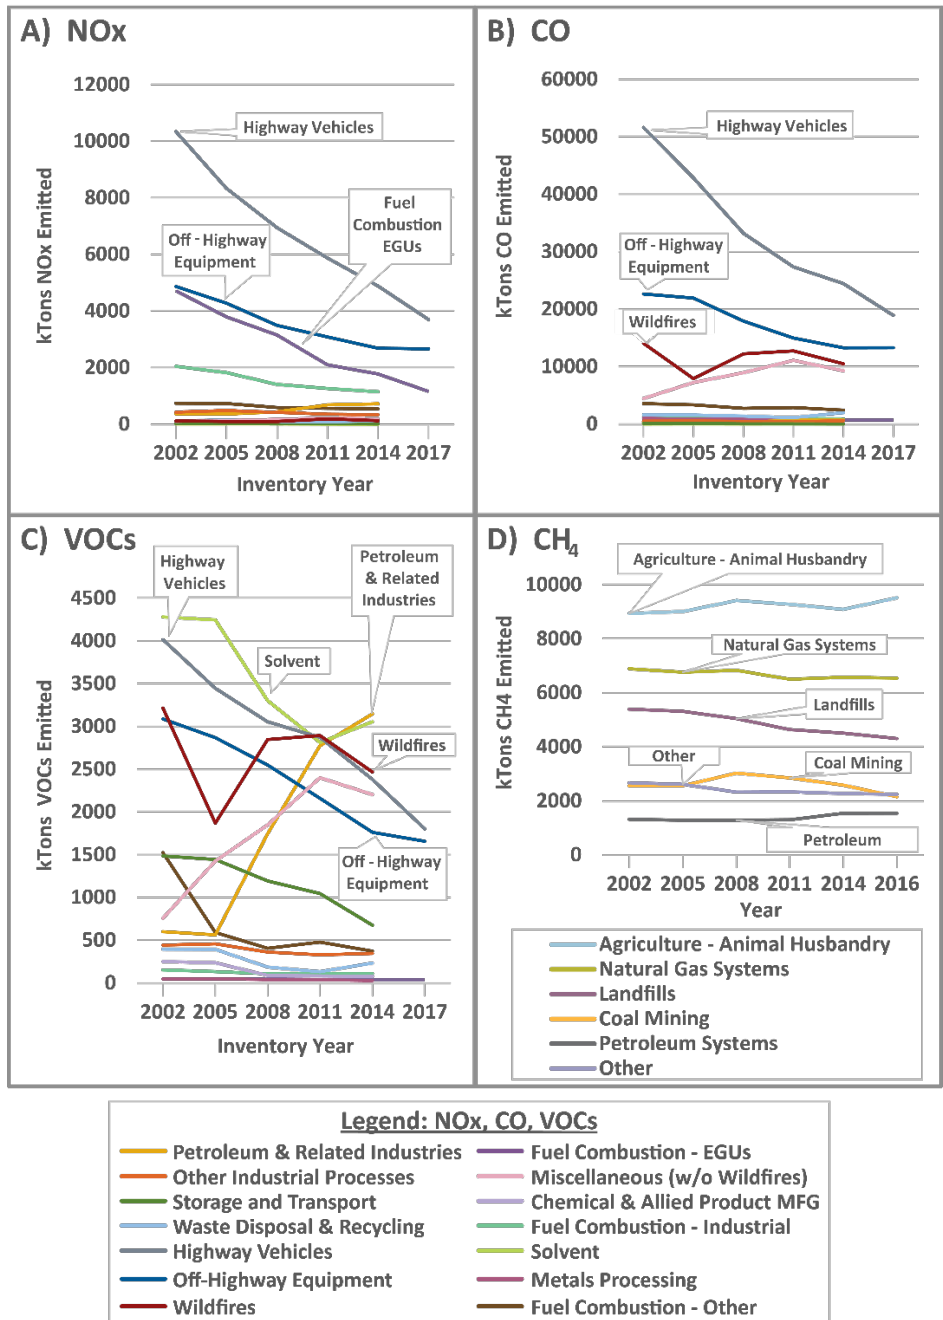 A) NOx
12000
10000
8000
6000
4000
2000
0
kTons NOx Emitted
Highway Vehicles
Off - Highway
Equipment
Fuel
Combustion
EGUs
2002 2005 2008 2011 2014 2017
Inventory Year
B) CO
60000
50000
40000
30000
20000
10000
0
kTons CO Emitted
Highway Vehicles
Off - Highway
Equipment
Wildfires
2002 2005 2008 2011 2014 2017
Inventory Year
C) VOCs
4500
4000
3500
3000
2500
2000
1500
1000
500
0
kTons VOCs Emitted
Highway
Vehicles
Petroleum
& Related
Industries
Solvent
Wildfires
Off - Highway
Equipment
2002 2005 2008 2011 2014 2017
Inventory Year
D) CH4
10000
8000
6000
4000
2000
0
kTons CH4 Emitted
Agriculture - Animal Husbandry
Natural Gas Systems
Landfills
Other
Coal Mining
Petroleum
2002 2005 2008 2011 2014 2016
Year
Agriculture - Animal Husbandry
Natural Gas Systems
Landfills
Coal Mining
Petroleum Systems
Other
Legend: NOx, CO, VOCs
Petroleum & Related Industries
Other Industrial Processes
Storage and Transport
Waste Disposal & Recycling
Highway Vehicles
Off-Highway Equipment
Wildfires
Fuel Combustion - EGUs
Miscellaneous (w/o Wildfires)
Chemical & Allied Product MFG
Fuel Combustion - Industrial
Solvent
Metals Processing
Fuel Combustion - Other